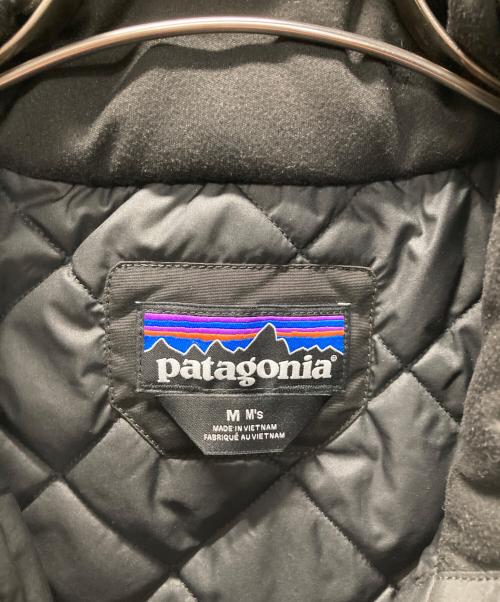 patagonia®
M M's
MADE IN VIETNAM
FABRIQUÉ AU VIETNAM